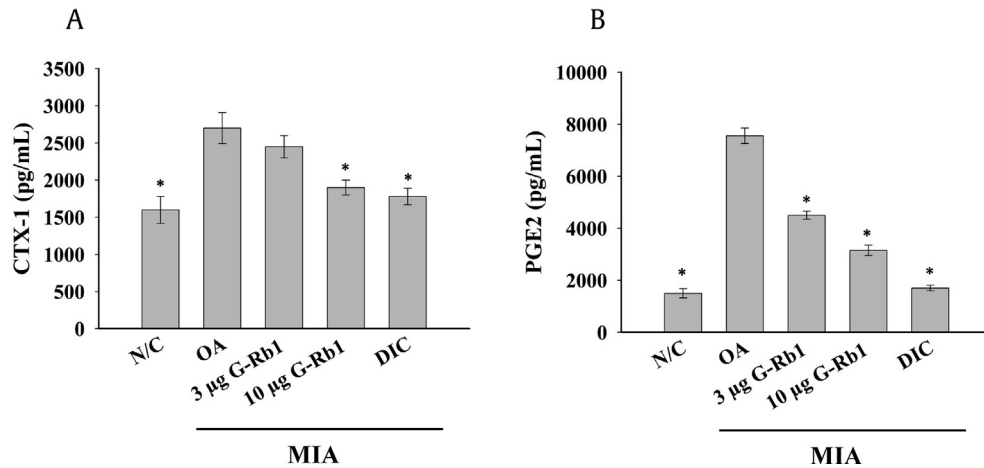 A
CTX-1 (pg/mL)
3500
3000
2500
2000
1500
1000
500
0
*
*
*
N/C
OA
3 µg G-Rb1
10 µg G-Rb1
DIC
MIA
B
PGE2 (pg/mL)
10000
8000
6000
4000
2000
0
*
*
*
*
N/C
OA
3 µg G-Rb1
10 µg G-Rb1
DIC
MIA